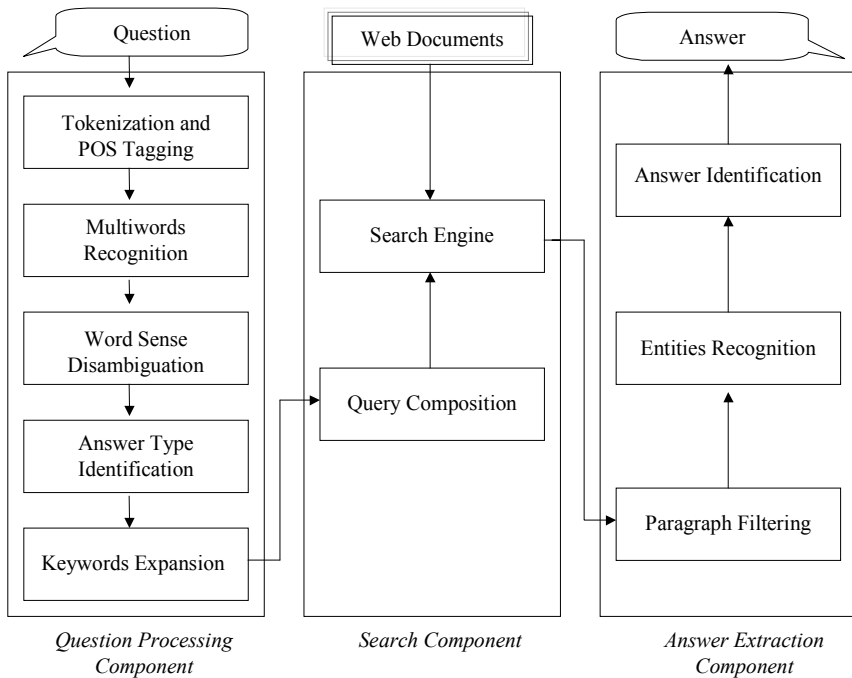 Question
Tokenization and
POS Tagging
Multiwords
Recognition
Word Sense
Disambiguation
Answer Type
Identification
Keywords Expansion
Question Processing
Component
Web Documents
Search Engine
Query Composition
Search Component
Answer
Answer Identification
Entities Recognition
Paragraph Filtering
Answer Extraction
Component